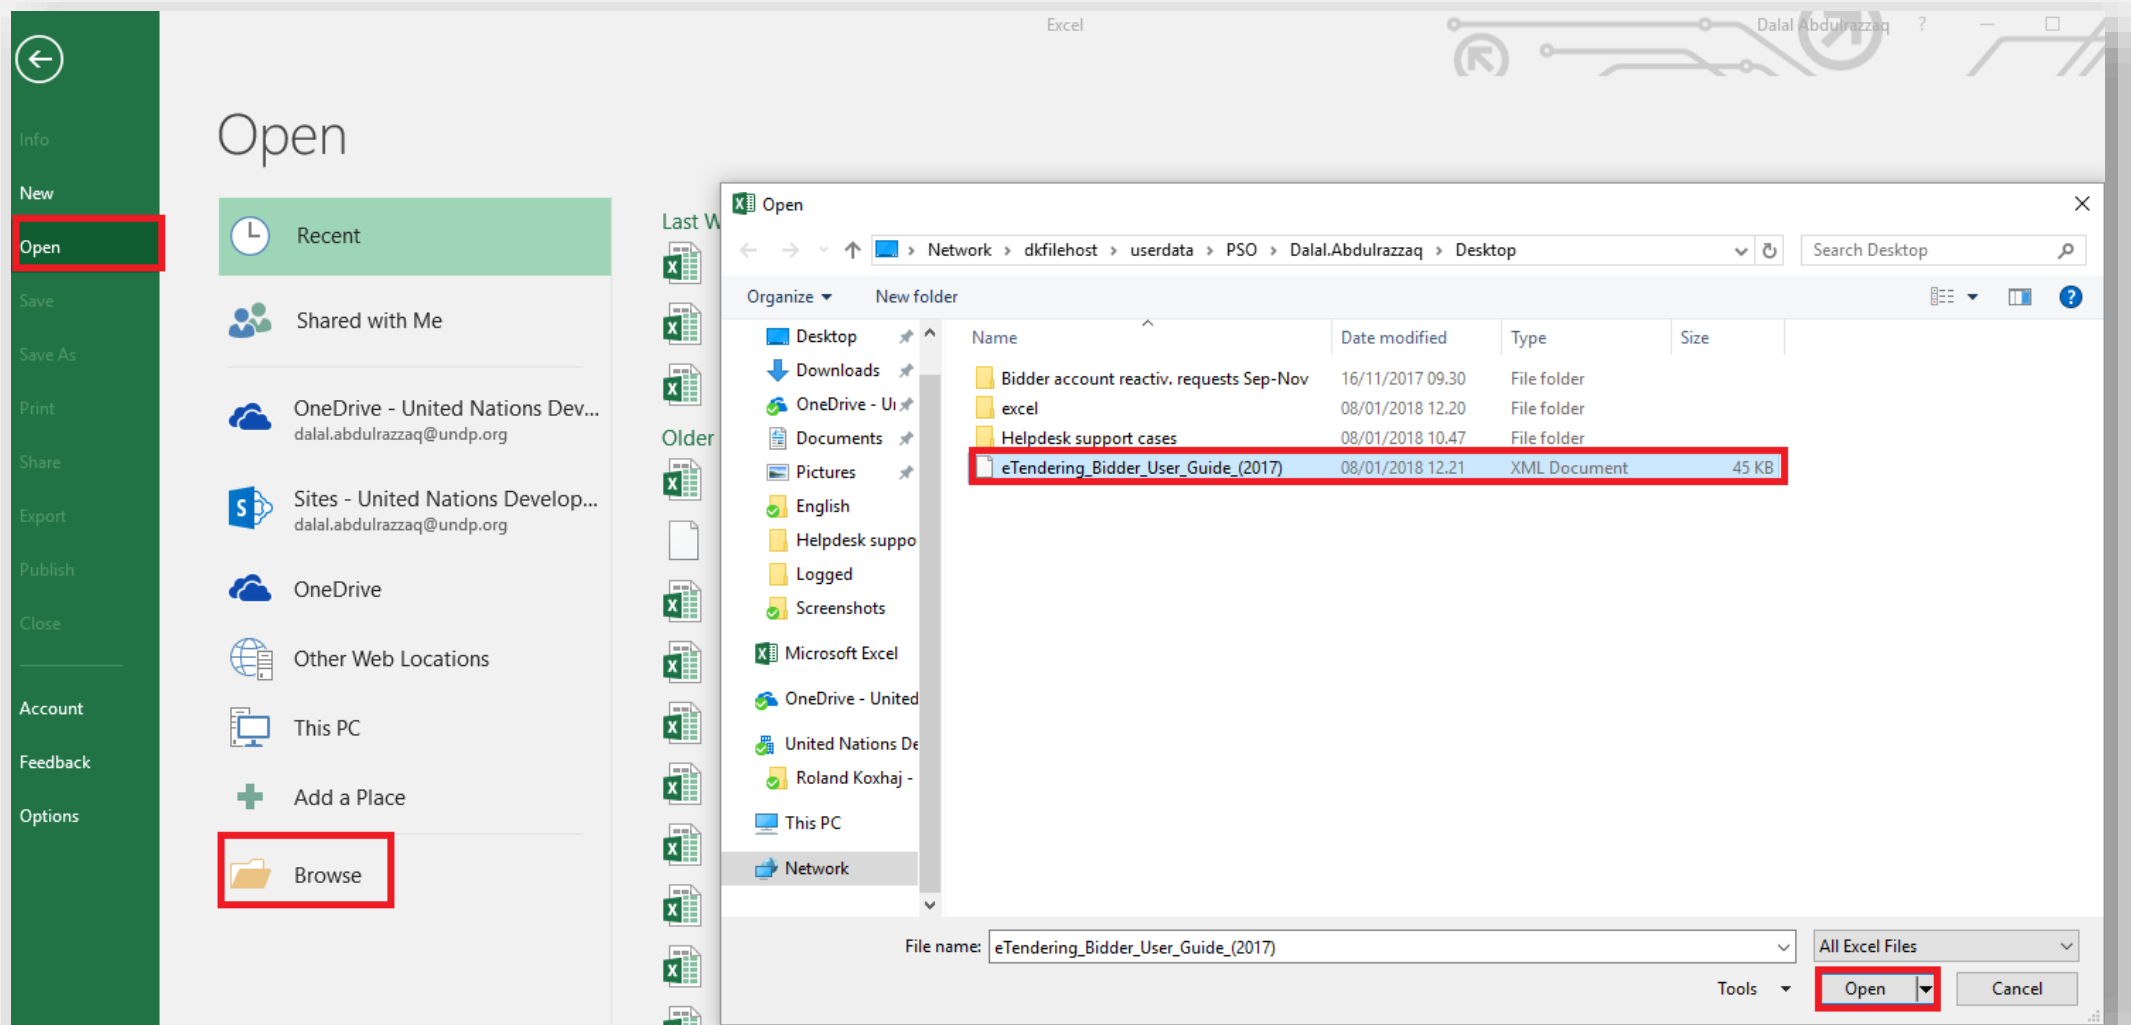 Excel
Dalal Abdulrazzaq ?
Info
New
Open
Save
Save As
Print
Share
Export
Publish
Close
Account
Feedback
Options
Open
Recent
Shared with Me
OneDrive - United Nations Dev...
dalal.abdulrazzaq@undp.org
Sites - United Nations Develop...
dalal.abdulrazzaq@undp.org
OneDrive
Other Web Locations
This PC
Add a Place
Browse
Last W
Older
Open
Network > dkfilehost > userdata > PSO > Dalal.Abdulrazzaq > Desktop
Search Desktop
Organize
New folder
?
Desktop
Downloads
OneDrive - Ur
Documents
Pictures
English
Helpdesk suppo
Logged
Screenshots
Microsoft Excel
OneDrive - United
United Nations De
Roland Koxhaj -
This PC
Network
Name Date modified Type Size
Bidder account reactiv. requests Sep-Nov 16/11/2017 09.30 File folder
excel 08/01/2018 12.20 File folder
Helpdesk support cases 08/01/2018 10.47 File folder
eTendering_Bidder_User_Guide_(2017) 08/01/2018 12.21 XML Document 45 KB
File name: eTendering_Bidder_User_Guide_(2017)
All Excel Files
Tools
Open
Cancel